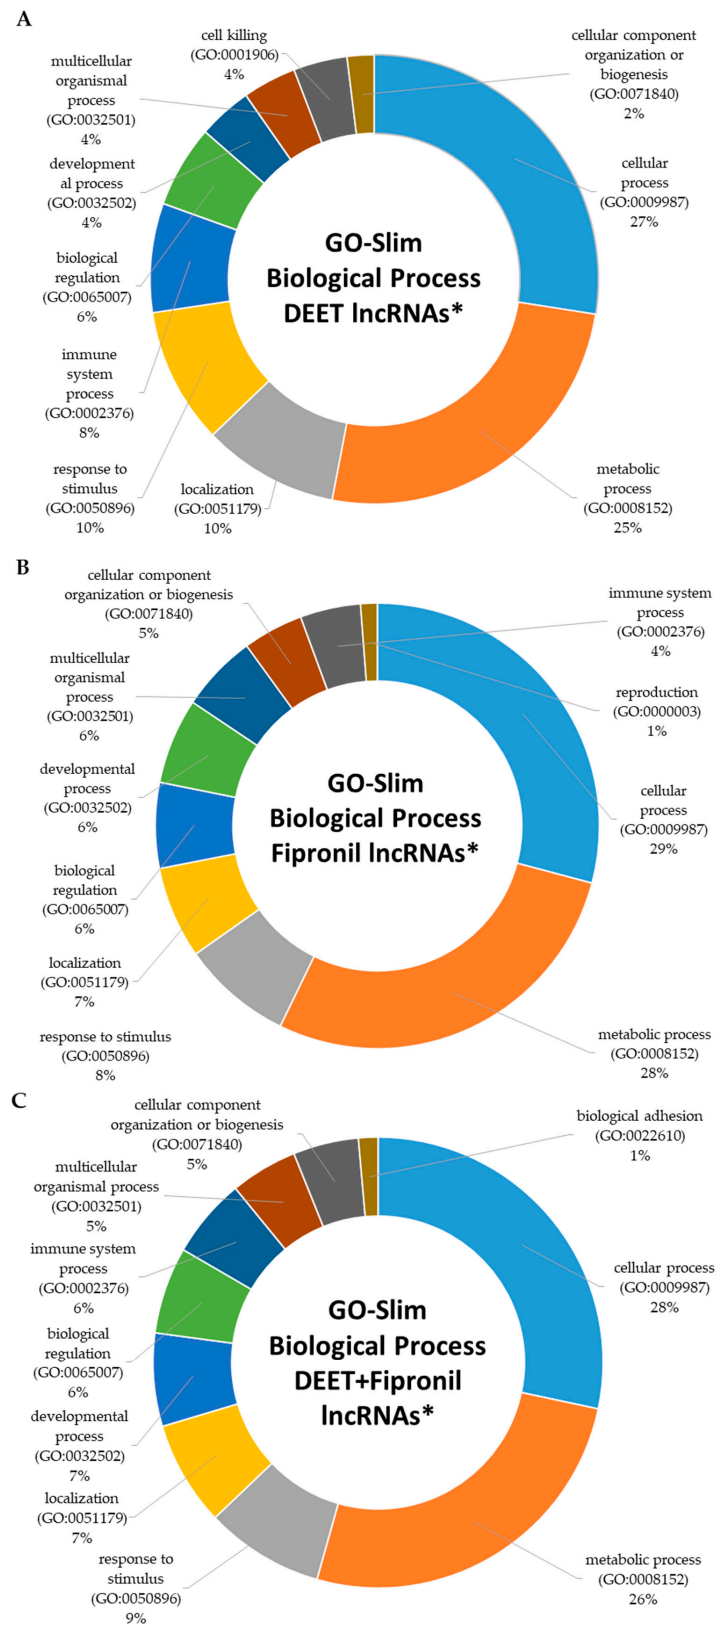 A
cell killing
(GO:0001906)
4%
cellular component
organization or
biogenesis
(GO:0071840)
2%
multicellular
organismal
process
(GO:0032501)
4%
development
al process
(GO:0032502)
4%
cellular
process
(GO:0009987)
27%
biological
regulation
(GO:0065007)
6%
GO-Slim
Biological Process
DEET lncRNAs*
immune
system
process
(GO:0002376)
8%
response to
stimulus
(GO:0050896)
10%
localization
(GO:0051179)
10%
metabolic
process
(GO:0008152)
25%
B
cellular component
organization or biogenesis
(GO:0071840)
5%
immune system
process
(GO:0002376)
4%
multicellular
organismal
process
(GO:0032501)
6%
reproduction
(GO:0000003)
1%
developmental
process
(GO:0032502)
6%
GO-Slim
Biological Process
Fipronil lncRNAs*
cellular
process
(GO:0009987)
29%
biological
regulation
(GO:0065007)
6%
localization
(GO:0051179)
7%
response to stimulus
(GO:0050896)
8%
metabolic process
(GO:0008152)
28%
C
cellular component
organization or biogenesis
(GO:0071840)
5%
biological adhesion
(GO:0022610)
1%
multicellular
organismal process
(GO:0032501)
5%
immune system
process
(GO:0002376)
6%
cellular process
(GO:0009987)
28%
biological
regulation
(GO:0065007)
6%
GO-Slim
Biological Process
DEET+Fipronil
lncRNAs*
developmental
process
(GO:0032502)
7%
localization
(GO:0051179)
7%
response to
stimulus
(GO:0050896)
9%
metabolic process
(GO:0008152)
26%